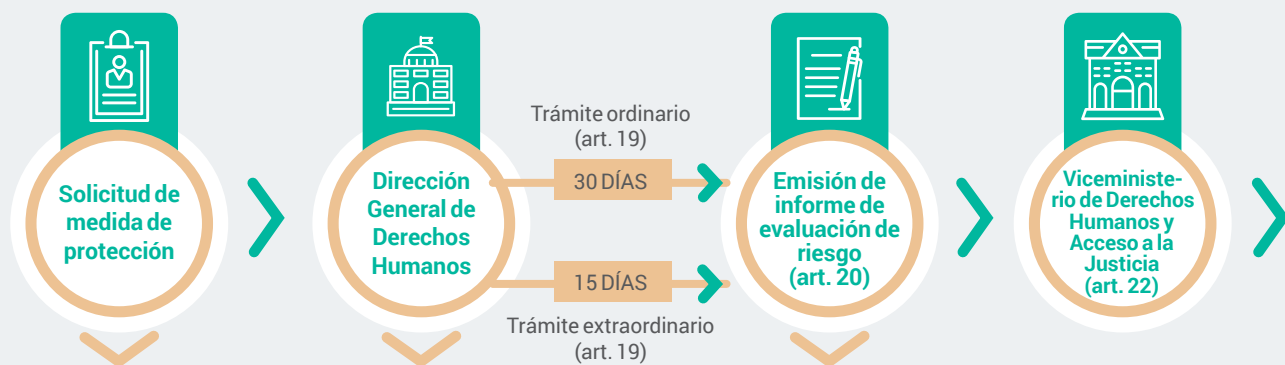 Solicitud de
medida de
protección
Dirección
General de
Derechos
Humanos
Trámite ordinario
(art. 19)
30 DÍAS
15 DÍAS
Trámite extraordinario
(art. 19)
Emisión de
informe de
evaluación de
riesgo
(art. 20)
Viceministe-
rio de Derechos
Humanos y
Acceso a la
Justicia
(art. 22)